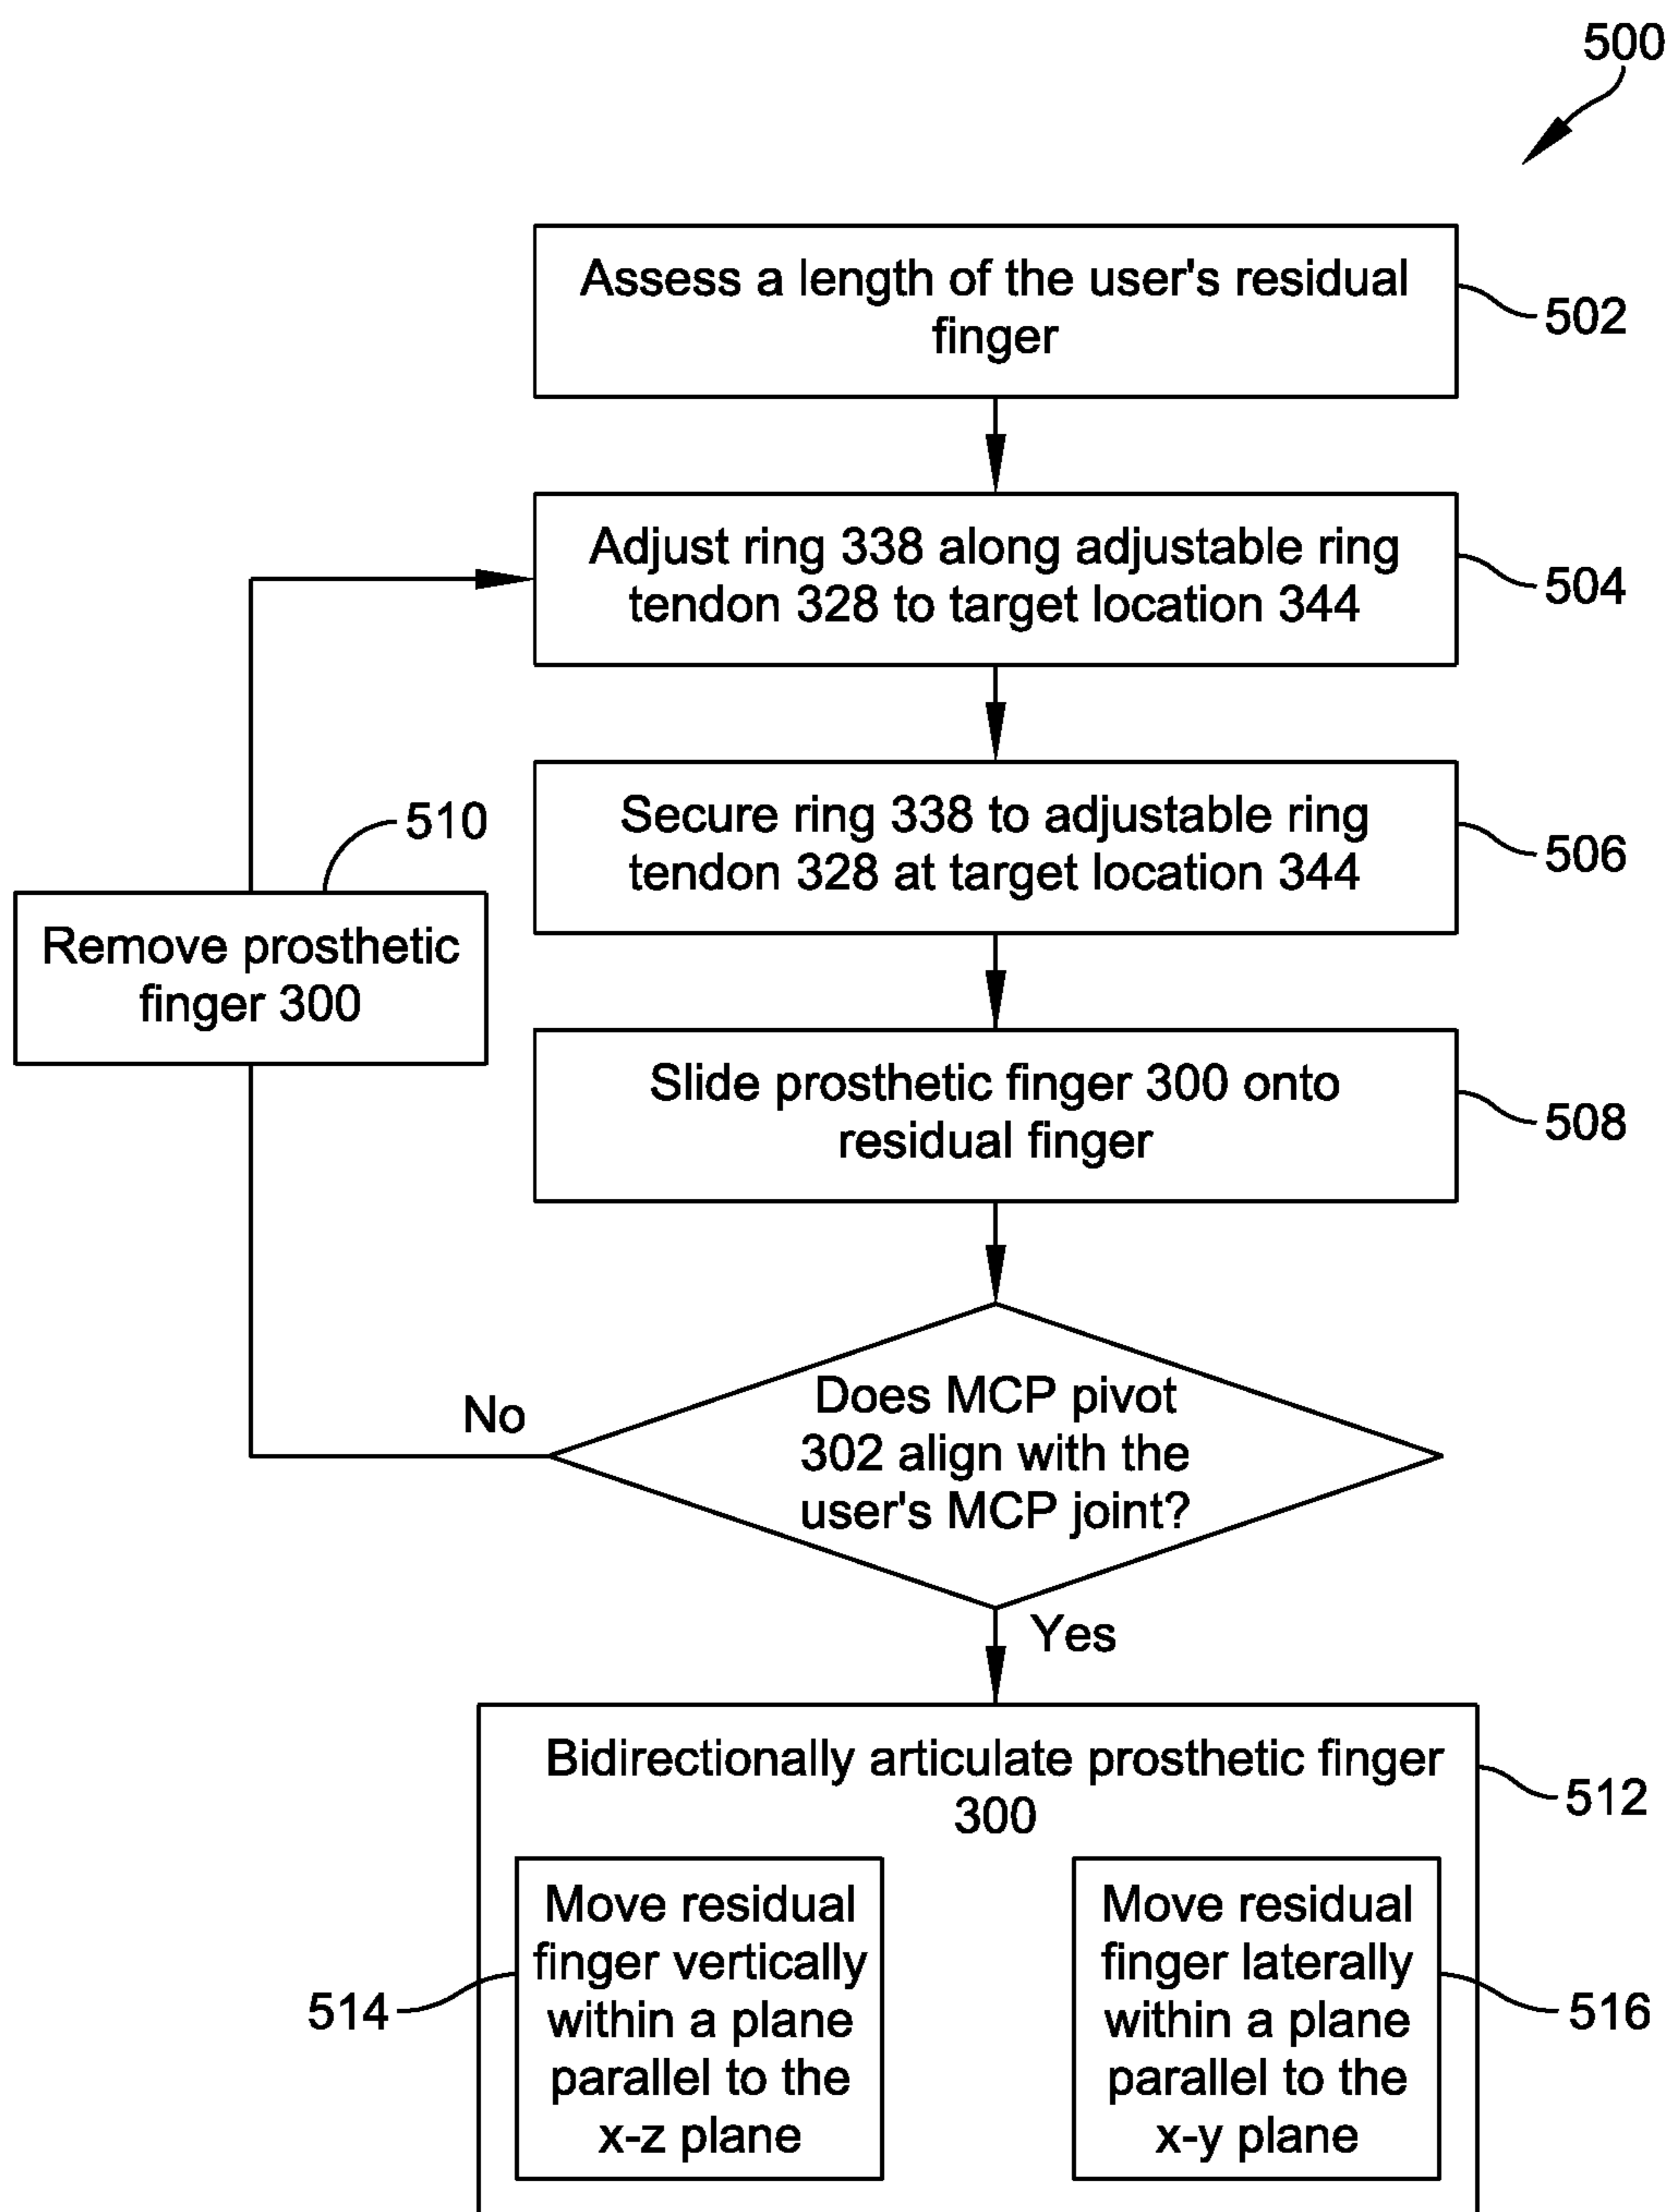 500
Assess a length of the user's residual
finger
502
Adjust ring 338 along adjustable ring
tendon 328 to target location 344
504
Secure ring 338 to adjustable ring
tendon 328 at target location 344
506
510
Remove prosthetic
finger 300
Slide prosthetic finger 300 onto
residual finger
508
Does MCP pivot
302 align with the
user's MCP joint?
No
Yes
Bidirectionally articulate prosthetic finger
300
512
Move residual
finger vertically
within a plane
parallel to the
x-z plane
514
Move residual
finger laterally
within a plane
parallel to the
x-y plane
516